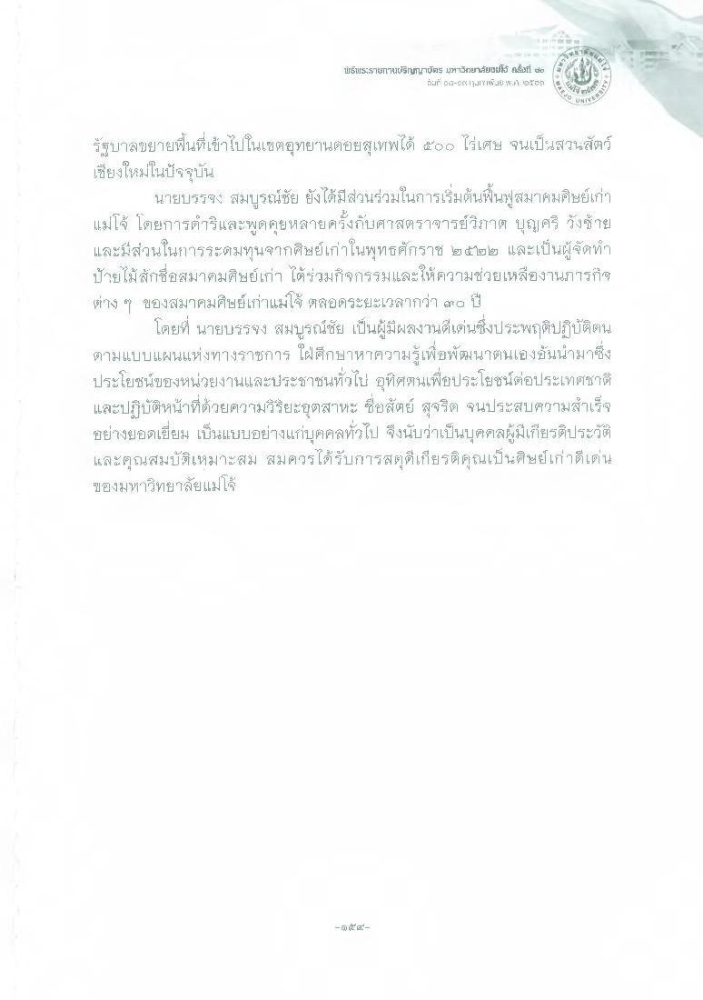 พิธีพระราชทานปริญญาบัตร มหาวิทยาลัยแม่โจ้ ครั้งที่
วันที่ กุมภาพันธ์ พ.ศ.
มหาวิทยาลัยแม่โจ้
แม่โจ้ ๒๔๗๗
MAEJO UNIVERSITY
รัฐบาลขยายพื้นที่เข้าไปในเขตอุทยานดอยสุเทพได้ ๕๐๐ ไร่เศษ จนเป็นสวนสัตว์
เชียงใหม่ในปัจจุบัน
นายบรรจง สมบูรณ์ชัย ยังได้มีส่วนร่วมในการเริ่มต้นฟื้นฟูสมาคมศิษย์เก่า
แม่โจ้ โดยการดำริและพูดคุยหลายครั้งกับศาสตราจารย์วิภาต บุญศรี วังซ้าย
และมีส่วนในการระดมทุนจากศิษย์เก่าในพุทธศักราช ๒๕๒๒ และเป็นผู้จัดทำ
ป้ายไม้สักชื่อสมาคมศิษย์เก่า ได้ร่วมกิจกรรมและให้ความช่วยเหลืองานภารกิจ
ต่าง ๆ ของสมาคมศิษย์เก่าแม่โจ้ ตลอดระยะเวลากว่า ๓๐ ปี
โดยที่ นายบรรจง สมบูรณ์ชัย เป็นผู้มีผลงานดีเด่นซึ่งประพฤติปฏิบัติตน
ตามแบบแผนแห่งทางราชการ ใฝ่ศึกษาหาความรู้เพื่อพัฒนาตนเองอันนำมาซึ่ง
ประโยชน์ของหน่วยงานและประชาชนทั่วไป อุทิศตนเพื่อประโยชน์ต่อประเทศชาติ
และปฏิบัติหน้าที่ด้วยความวิริยะอุตสาหะ ซื่อสัตย์ สุจริต จนประสบความสำเร็จ
อย่างยอดเยี่ยม เป็นแบบอย่างแก่บุคคลทั่วไป จึงนับว่าเป็นบุคคลผู้มีเกียรติประวัติ
และคุณสมบัติเหมาะสม สมควรได้รับการสดุดีเกียรติคุณเป็นศิษย์เก่าดีเด่น
ของมหาวิทยาลัยแม่โจ้
-๑๕๙-